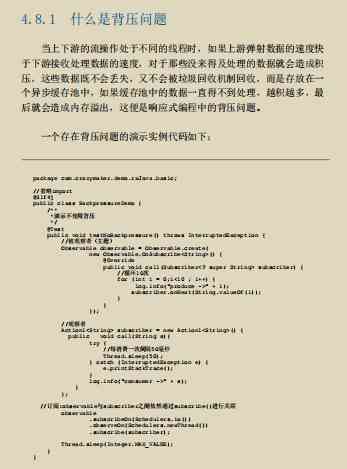 4.8.1 什么是背压问题
当上下游的流操作处于不同的线程时，如果上游弹射数据的速度快
于下游接收处理数据的速度，对于那些没来得及处理的数据就会造成积
压，这些数据既不会丢失，又不会被垃圾回收机制回收，而是存放在一
个异步缓存池中，如果缓存池中的数据一直得不到处理，越积越多，最
后就会造成内存溢出，这便是响应式编程中的背压问题。
一个存在背压问题的演示实例代码如下：
package com.crazymaker.demo.rxJava.basic;
//省略import
@Slf4j
public class BackpressureDemo {
/**
*演示不处理背压
*/
@Test
public void testNoBackpressure() throws InterruptedException {
//被观察者（主题）
Observable observable = Observable.create(
new Observable.OnSubscribe<String>() {
@Override
public void call(Subscriber<? super String> subscriber) {
//循环10次
for (int i = 0;i<10 ; i++) {
log.info("produce ->" + i);
subscriber.onNext(String.valueOf(i));
}
}
});
//观察者
Action1<String> subscriber = new Action1<String>() {
public void call(String s){
try {
//每消费一次间隔50毫秒
Thread.sleep(50);
} catch (InterruptedException e) {
e.printStackTrace();
}
log.info("consumer ->" + s);
}
};
//订阅:observable与subscriber之间依然通过subscribe()进行关联
observable
.subscribeOn(Schedulers.io())
.observeOn(Schedulers.newThread())
.subscribe(subscriber);
Thread.sleep(Integer.MAX_VALUE);
}
}